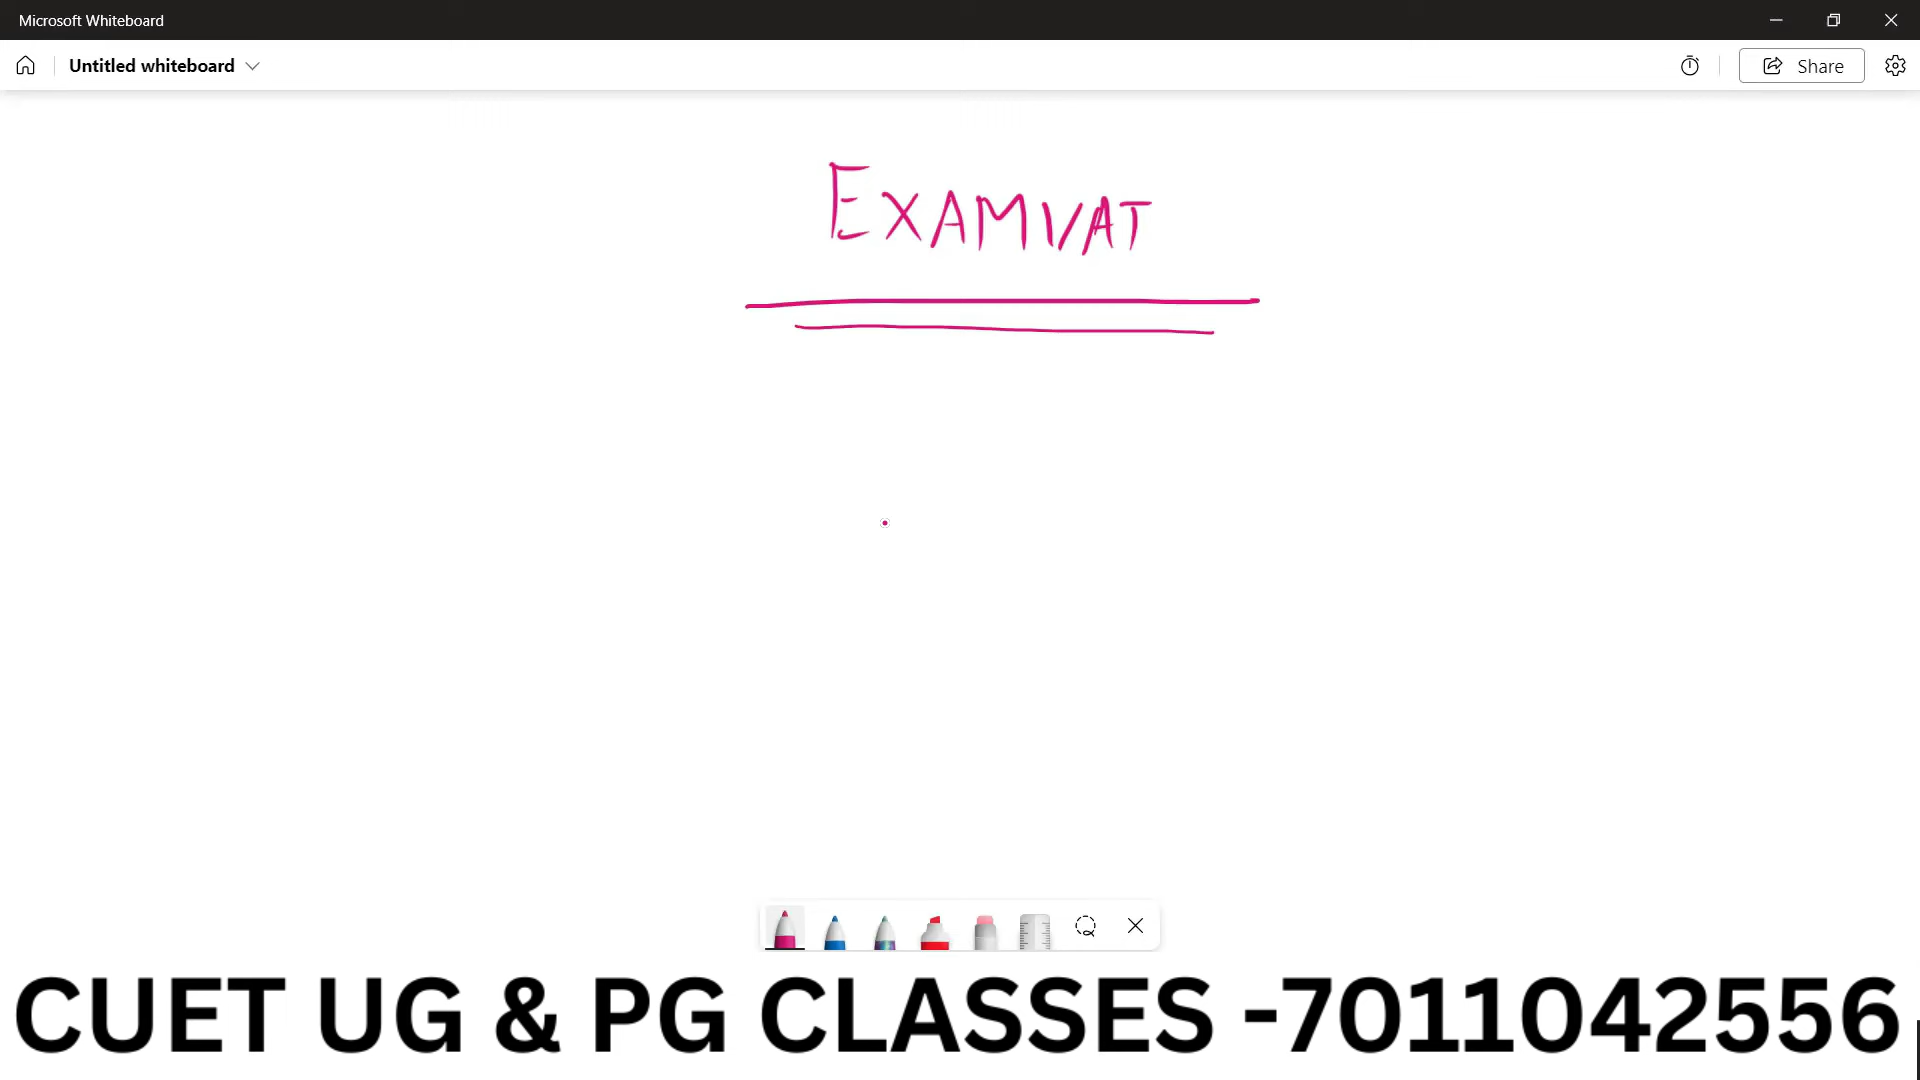 Microsoft Whiteboard
Untitled whiteboard
Share
EXAMVAT
CUET UG & PG CLASSES -7011042556